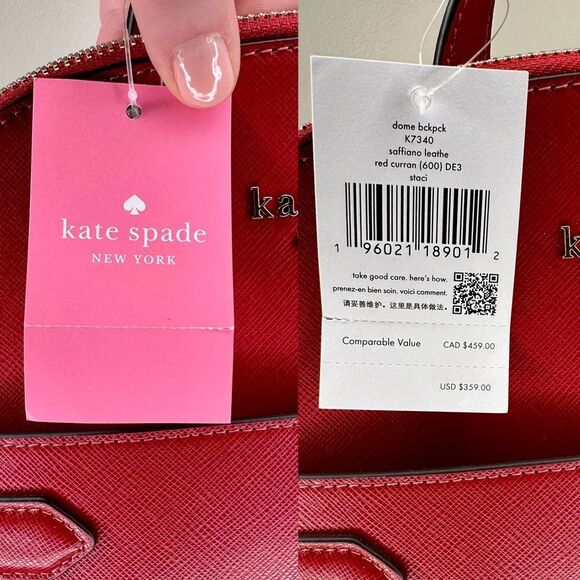 kate spade
NEW YORK
ka
dome bckpck
K7340
saffiano leathe
red curran (600) DE3
staci
1 96021 18901 2
take good care. here's how.
prenez-en bien soin. voici comment.
请妥善维护。这里是具体做法。
Comparable Value CAD $459.00
USD $359.00
k